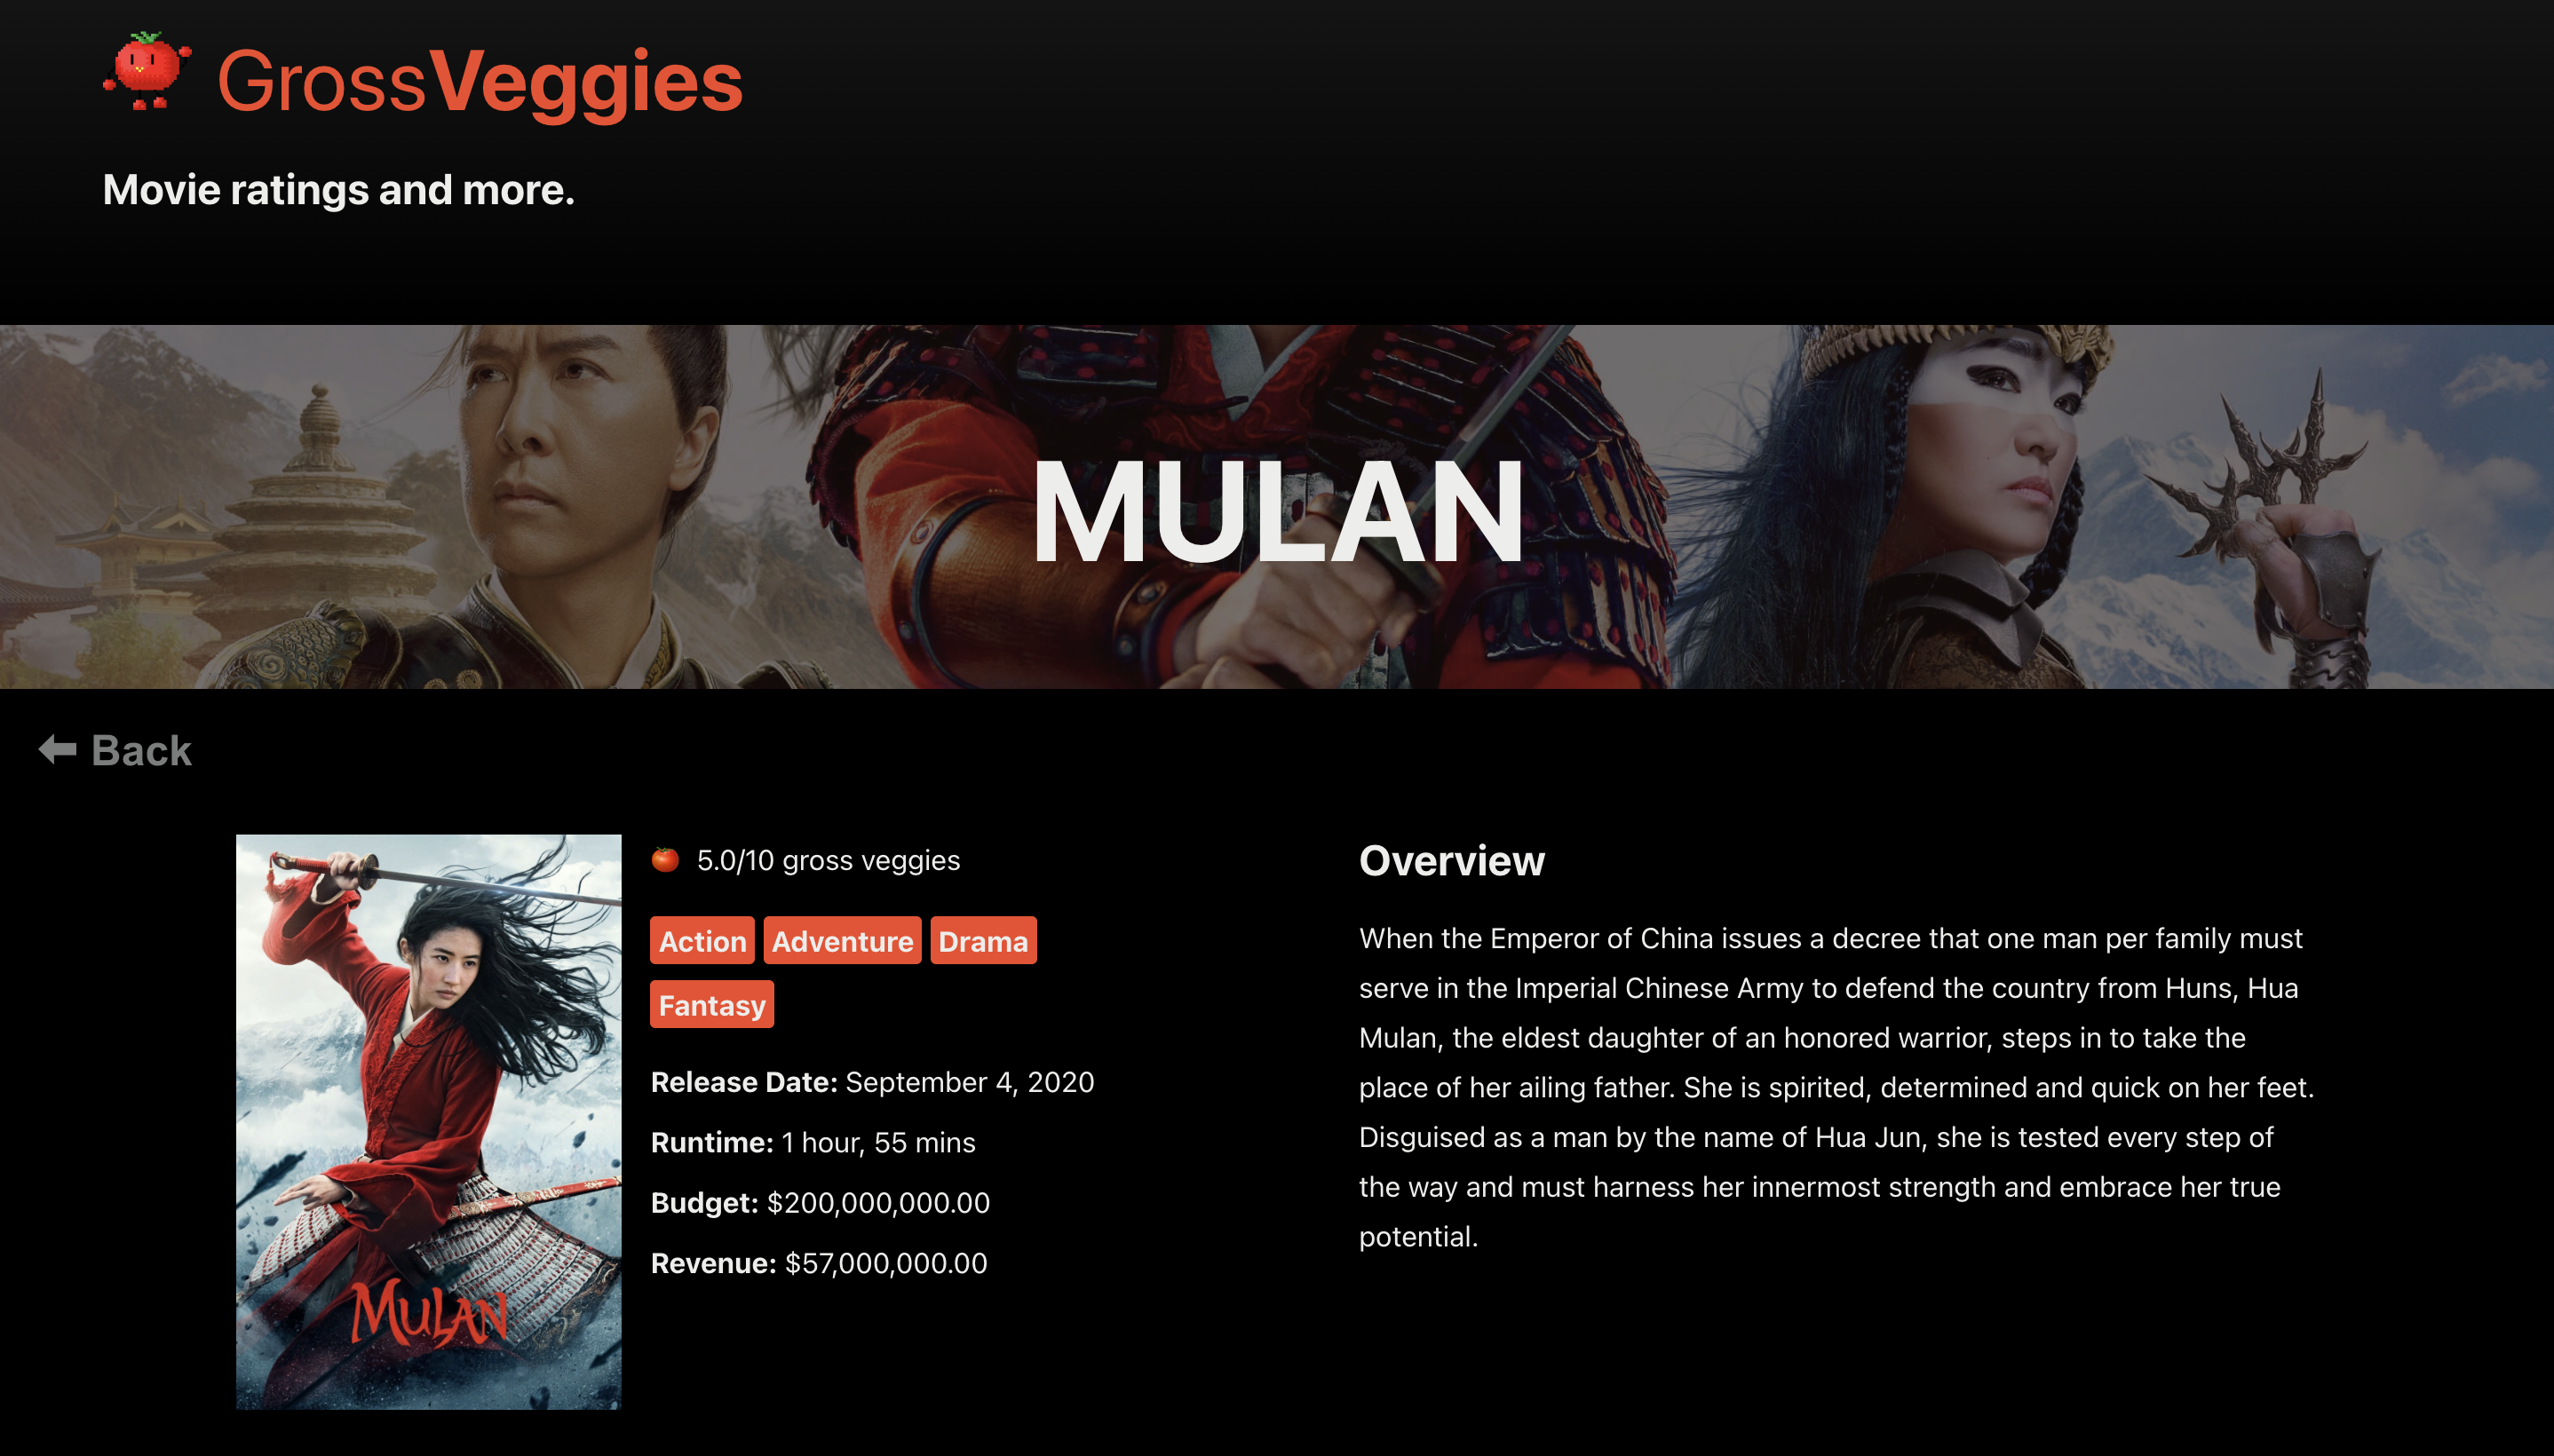 GrossVeggies
Movie ratings and more.
MULAN
Back
5.0/10 gross veggies
Action Adventure Drama
Fantasy
Release Date: September 4, 2020
Runtime: 1 hour, 55 mins
Budget: $200,000,000.00
Revenue: $57,000,000.00
MULAN
Overview
When the Emperor of China issues a decree that one man per family must
serve in the Imperial Chinese Army to defend the country from Huns, Hua
Mulan, the eldest daughter of an honored warrior, steps in to take the
place of her ailing father. She is spirited, determined and quick on her feet.
Disguised as a man by the name of Hua Jun, she is tested every step of
the way and must harness her innermost strength and embrace her true
potential.